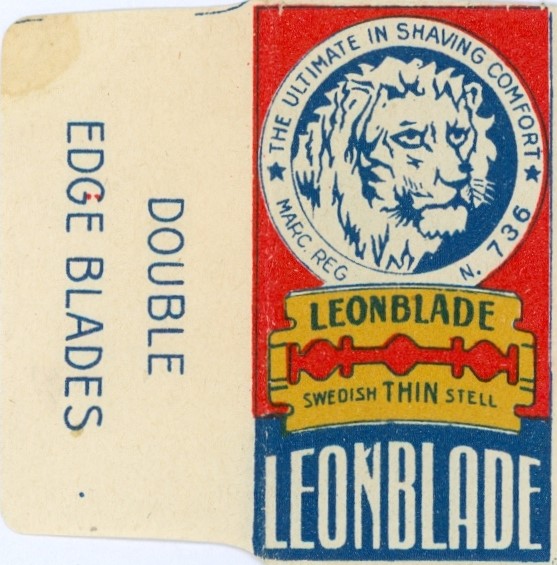 DOUBLE
EDGE BLADES
★ THE ULTIMATE IN SHAVING COMFORT ★
MARC. REG N. 736
LEONBLADE
SWEDISH THIN STELL
LEONBLADE